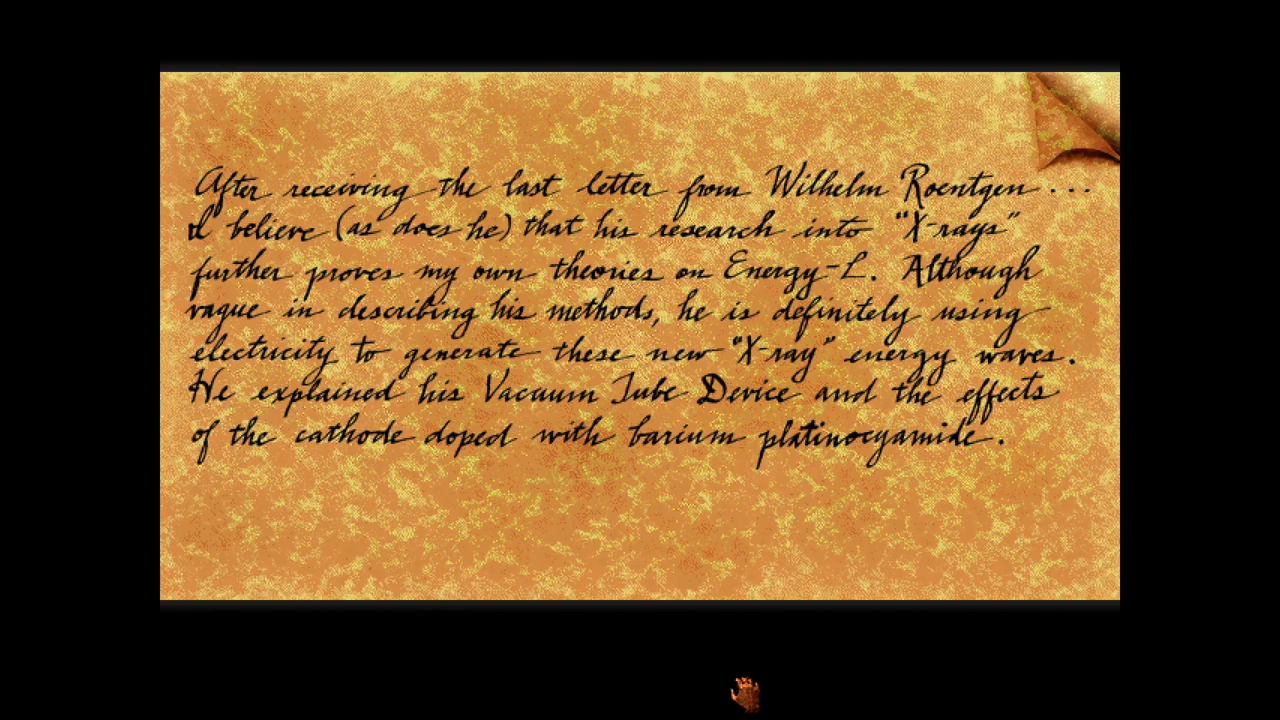 After receiving the last letter from Wilhelm Roentgen ...
I believe (as does he) that his research into "X-rays"
further proves my own theories on Energy-L. Although
vague in describing his methods, he is definitely using
electricity to generate these new "X-ray" energy waves.
He explained his Vacuum Tube Device and the effects
of the cathode doped with barium platinocyamide.